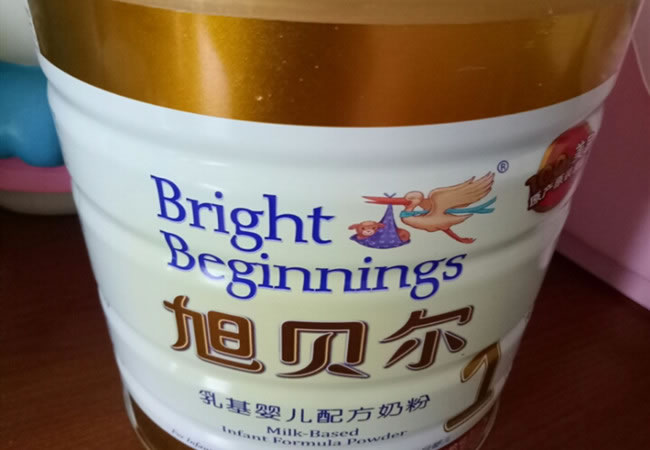 Bright
®
Beginnings
旭贝尔
乳基婴儿配方奶粉
1
Milk-Based
Infant Formula Powder
100%